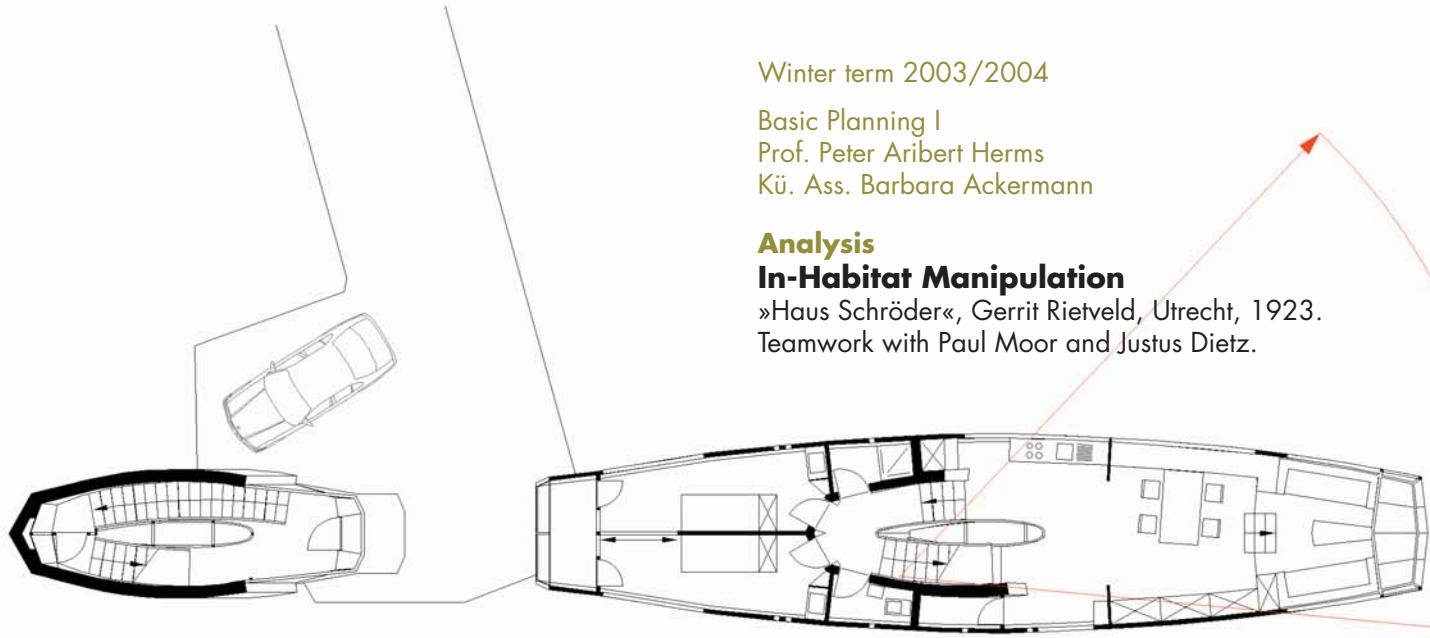 Winter term 2003/2004
Basic Planning I
Prof. Peter Aribert Herms
Kü. Ass. Barbara Ackermann
Analysis
In-Habitat Manipulation
»Haus Schröder«, Gerrit Rietveld, Utrecht, 1923.
Teamwork with Paul Moor and Justus Dietz.